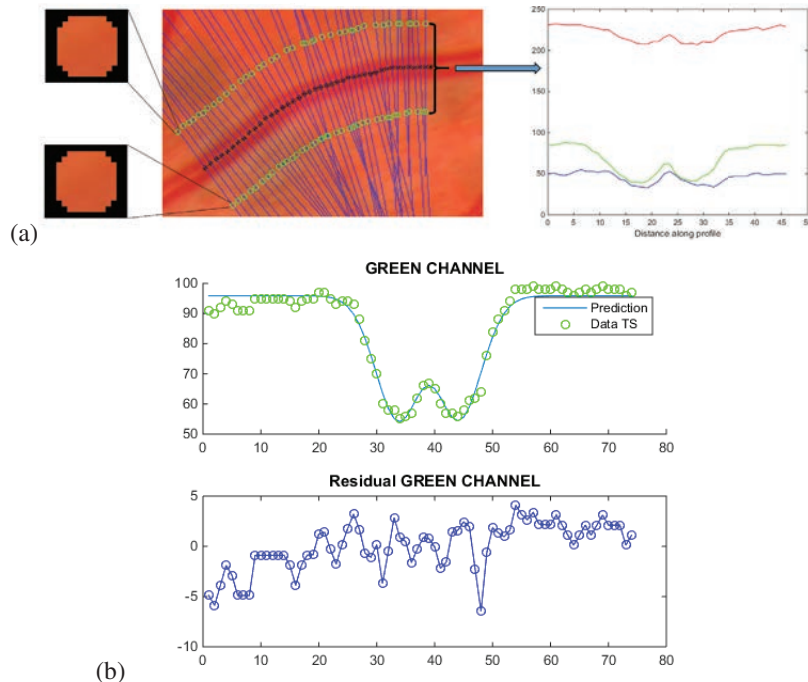 250
200
150
100
50
0
0 5 10 15 20 25 30 35 40 45 50
Distance along profile
(a)
GREEN CHANNEL
100
90
80
70
60
50
Prediction
Data TS
0 10 20 30 40 50 60 70 80
Residual GREEN CHANNEL
5
0
-5
-10
0 10 20 30 40 50 60 70 80
(b)